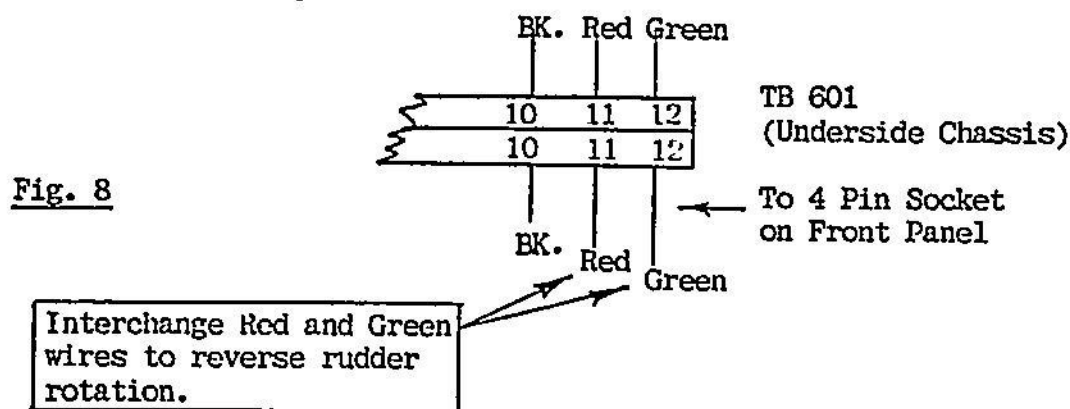 BK. Red Green
10 11 12
10 11 12
TB 601
(Underside Chassis)
Fig. 8
To 4 Pin Socket
on Front Panel
BK.
Red
Green
Interchange Red and Green
wires to reverse rudder
rotation.